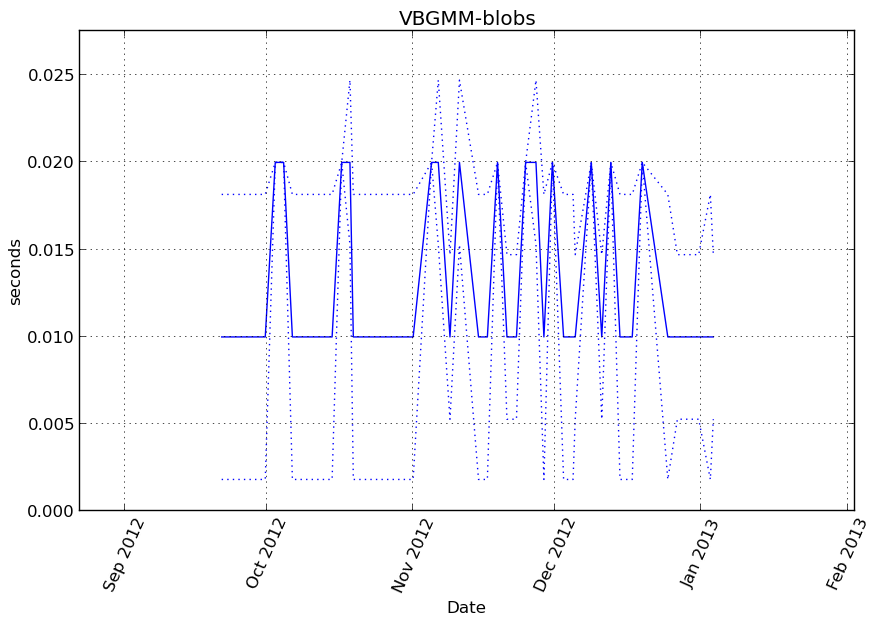 VBGMM-blobs
0.025
0.020
0.015
0.010
0.005
0.000
seconds
Sep 2012
Oct 2012
Nov 2012
Dec 2012
Jan 2013
Feb 2013
Date